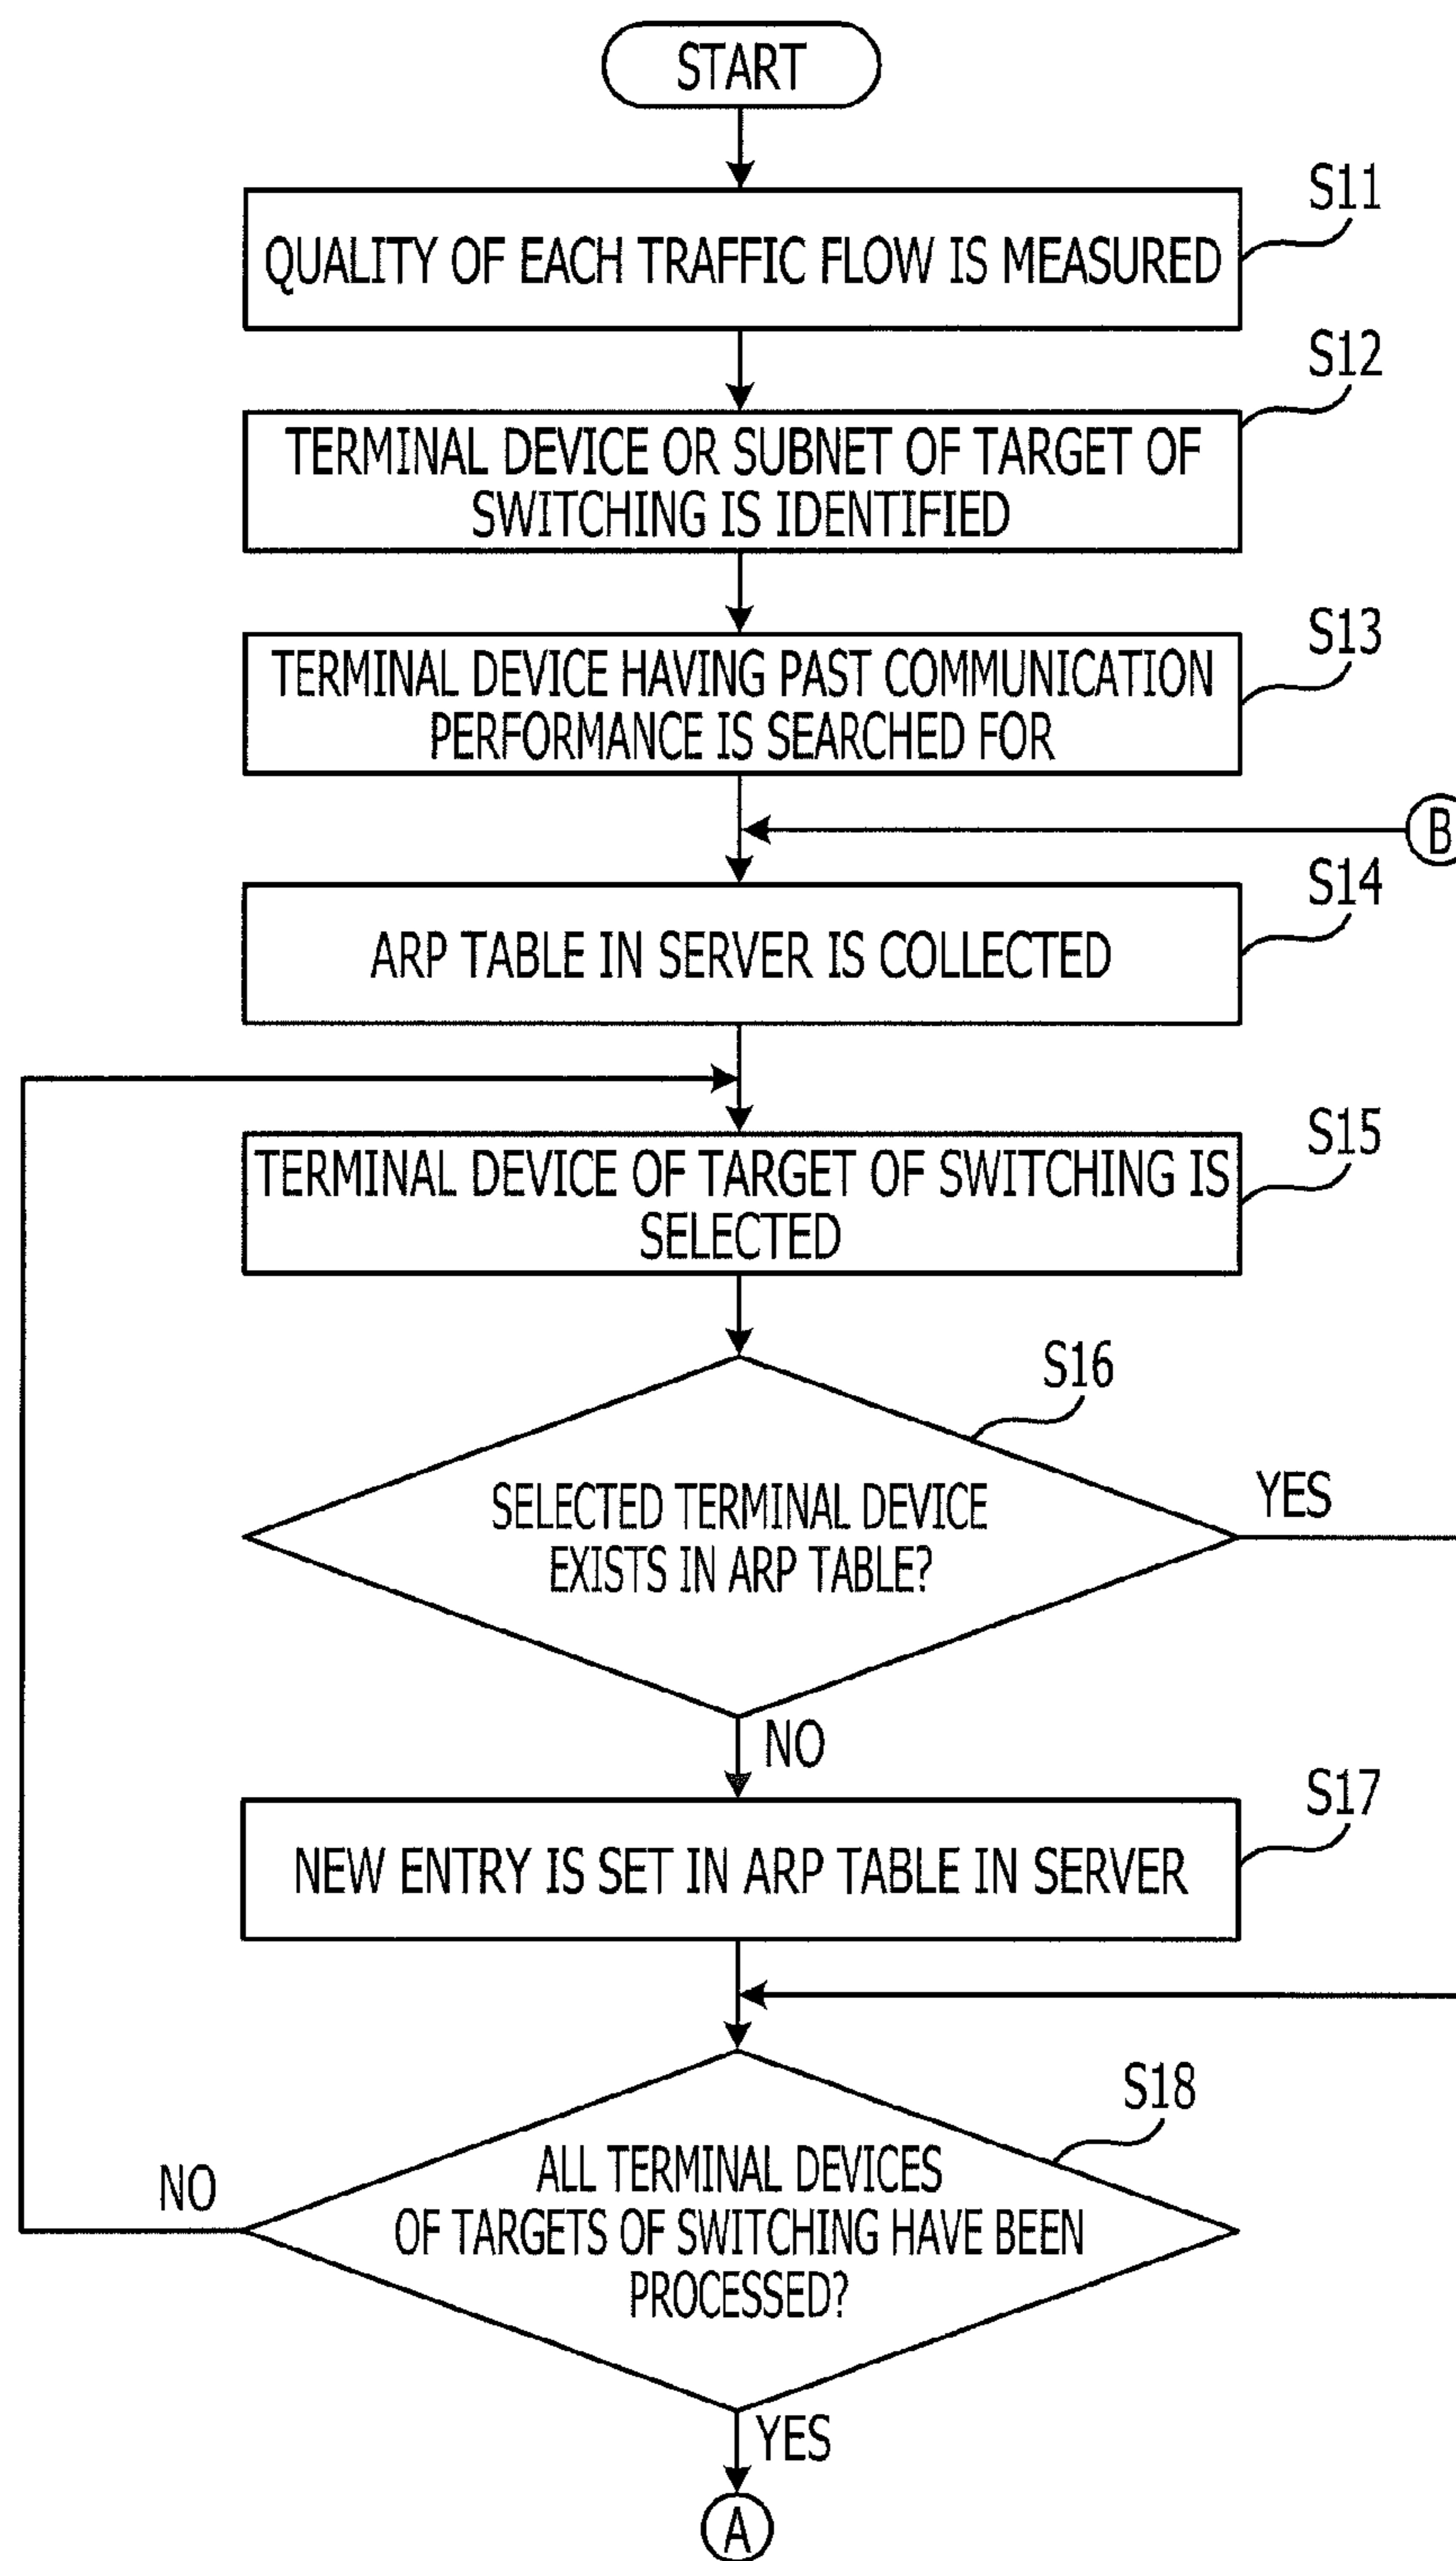 START
S11
QUALITY OF EACH TRAFFIC FLOW IS MEASURED
S12
TERMINAL DEVICE OR SUBNET OF TARGET OF
SWITCHING IS IDENTIFIED
S13
TERMINAL DEVICE HAVING PAST COMMUNICATION
PERFORMANCE IS SEARCHED FOR
B
S14
ARP TABLE IN SERVER IS COLLECTED
S15
TERMINAL DEVICE OF TARGET OF SWITCHING IS
SELECTED
S16
SELECTED TERMINAL DEVICE
EXISTS IN ARP TABLE?
YES
NO
S17
NEW ENTRY IS SET IN ARP TABLE IN SERVER
S18
ALL TERMINAL DEVICES
OF TARGETS OF SWITCHING HAVE BEEN
PROCESSED?
NO
YES
A